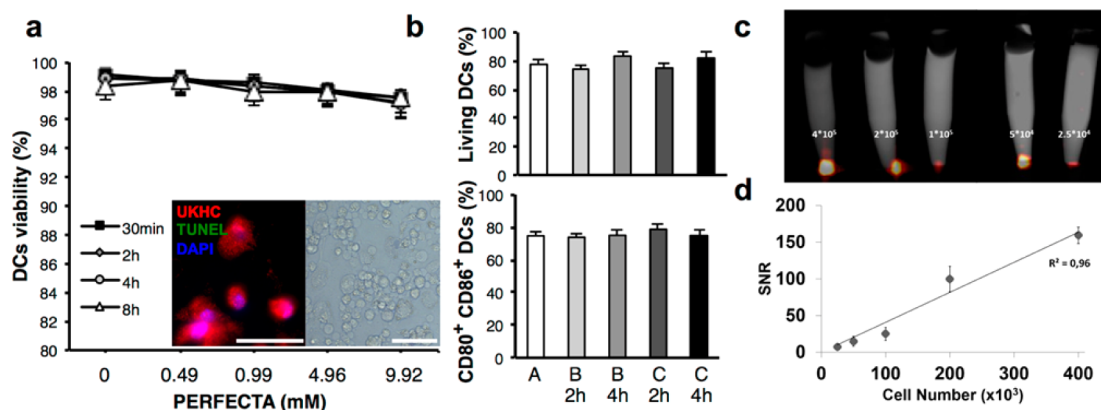 a
DCs viability (%)
100
98
96
94
92
90
88
86
84
82
80
30min
2h
4h
8h
UKHC
TUNEL
DAPI
0 0.49 0.99 4.96 9.92
PERFECTA (mM)
b
Living DCs (%)
100
80
60
40
20
0
CD80+ CD86+ DCs (%)
100
80
60
40
20
0
A B B C C
2h 4h 2h 4h
c
4*10⁵ 2*10⁵ 1*10⁵ 5*10⁴ 2.5*10⁴
d
SNR
200
150
100
50
0
R² = 0,96
0 100 200 300 400
Cell Number (x10³)